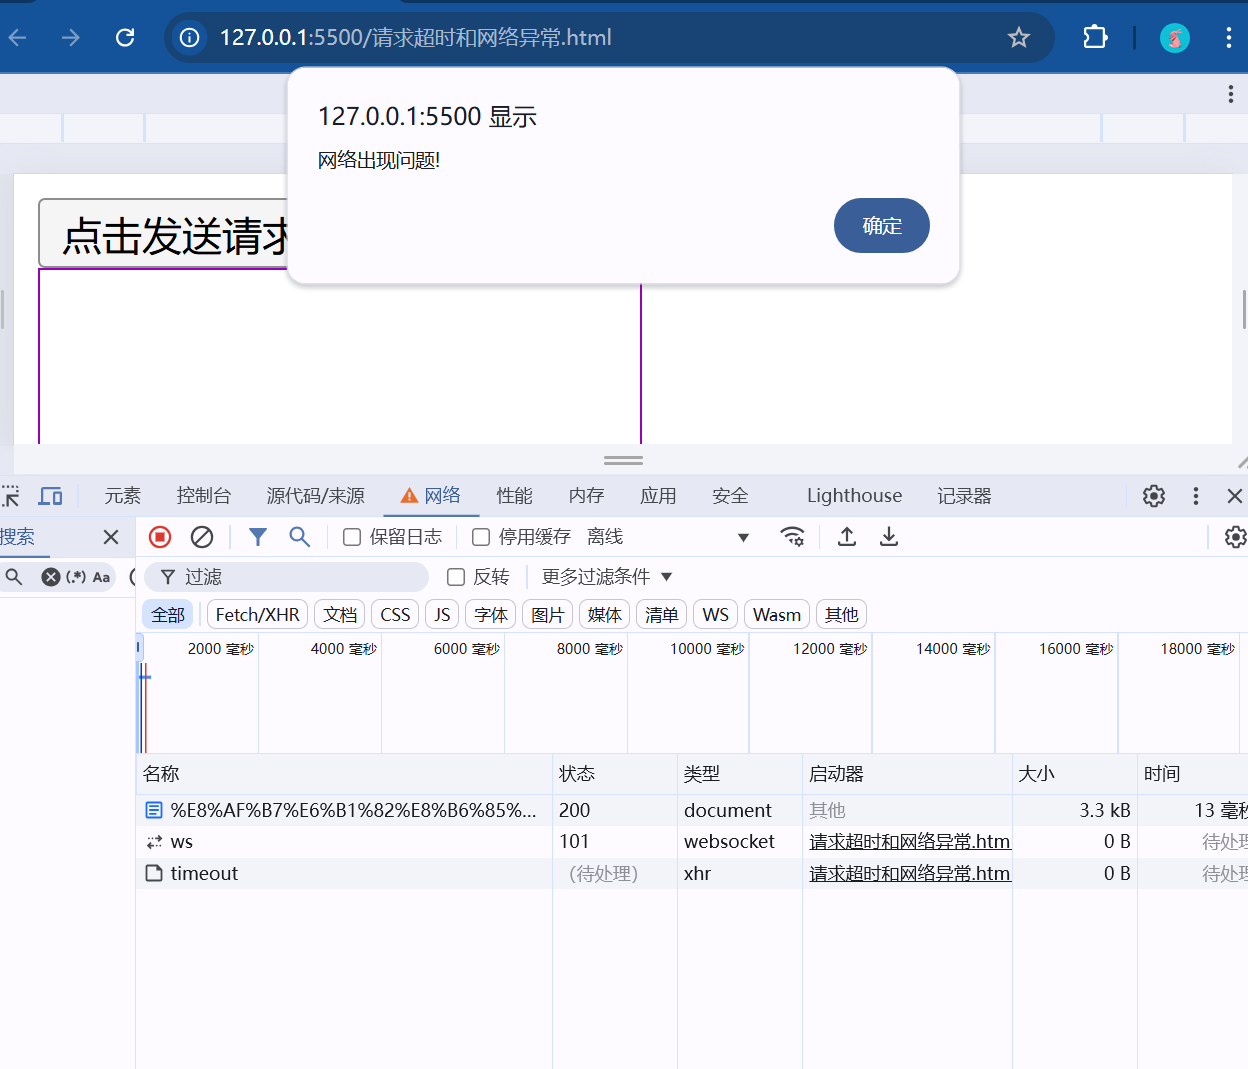 127.0.0.1:5500/请求超时和网络异常.html
127.0.0.1:5500 显示
网络出现问题!
确定
点击发送请求
元素 控制台 源代码/来源 网络 性能 内存 应用 安全 Lighthouse 记录器
搜索
保留日志 停用缓存 离线
(.*) Aa
过滤 反转 更多过滤条件
全部 Fetch/XHR 文档 CSS JS 字体 图片 媒体 清单 WS Wasm 其他
2000 毫秒 4000 毫秒 6000 毫秒 8000 毫秒 10000 毫秒 12000 毫秒 14000 毫秒 16000 毫秒 18000 毫秒
名称 状态 类型 启动器 大小 时间
%E8%AF%B7%E6%B1%82%E8%B6%85%... 200 document 其他 3.3 kB 13 毫秒
ws 101 websocket 请求超时和网络异常.htm 0 B 待处理
timeout （待处理） xhr 请求超时和网络异常.htm 0 B 待处理